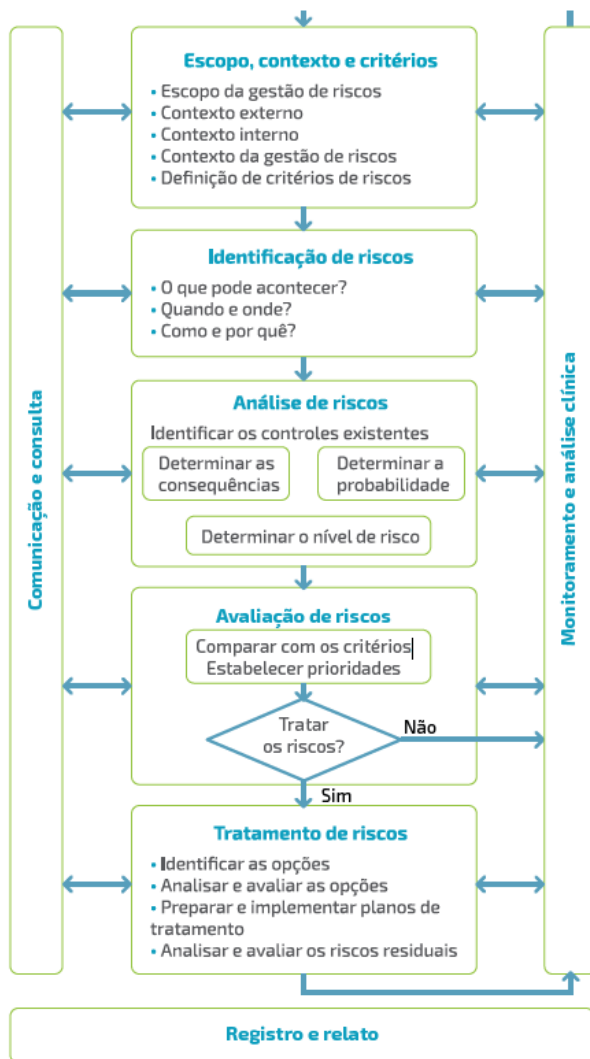 Escopo, contexto e critérios
• Escopo da gestão de riscos
• Contexto externo
• Contexto interno
• Contexto da gestão de riscos
• Definição de critérios de riscos
Identificação de riscos
• O que pode acontecer?
• Quando e onde?
• Como e por quê?
Análise de riscos
Identificar os controles existentes
Determinar as
consequências
Determinar a
probabilidade
Determinar o nível de risco
Avaliação de riscos
Comparar com os critérios
Estabelecer prioridades
Tratar
os riscos?
Não
Sim
Tratamento de riscos
• Identificar as opções
• Analisar e avaliar as opções
• Preparar e implementar planos de
tratamento
• Analisar e avaliar os riscos residuais
Comunicação e consulta
Monitoramento e análise clínica
Registro e relato